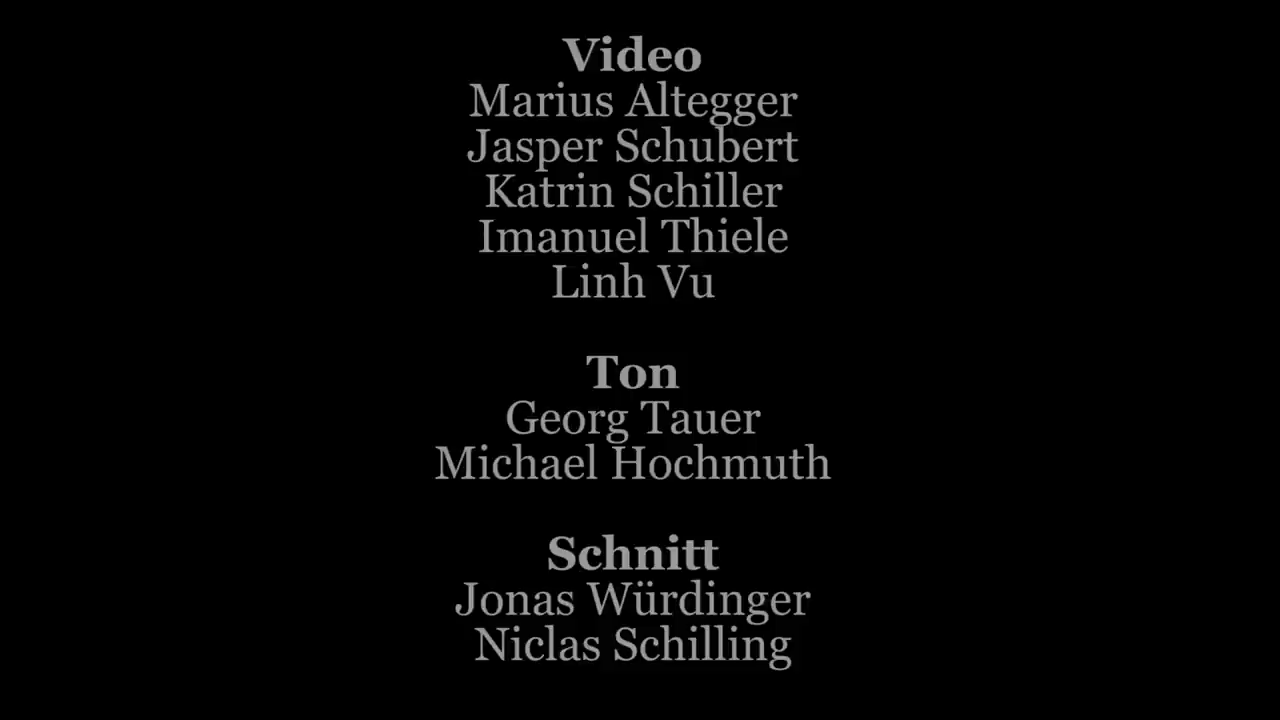 Video
Marius Altegger
Jasper Schubert
Katrin Schiller
Imanuel Thiele
Linh Vu
Ton
Georg Tauer
Michael Hochmuth
Schnitt
Jonas Würdinger
Niclas Schilling